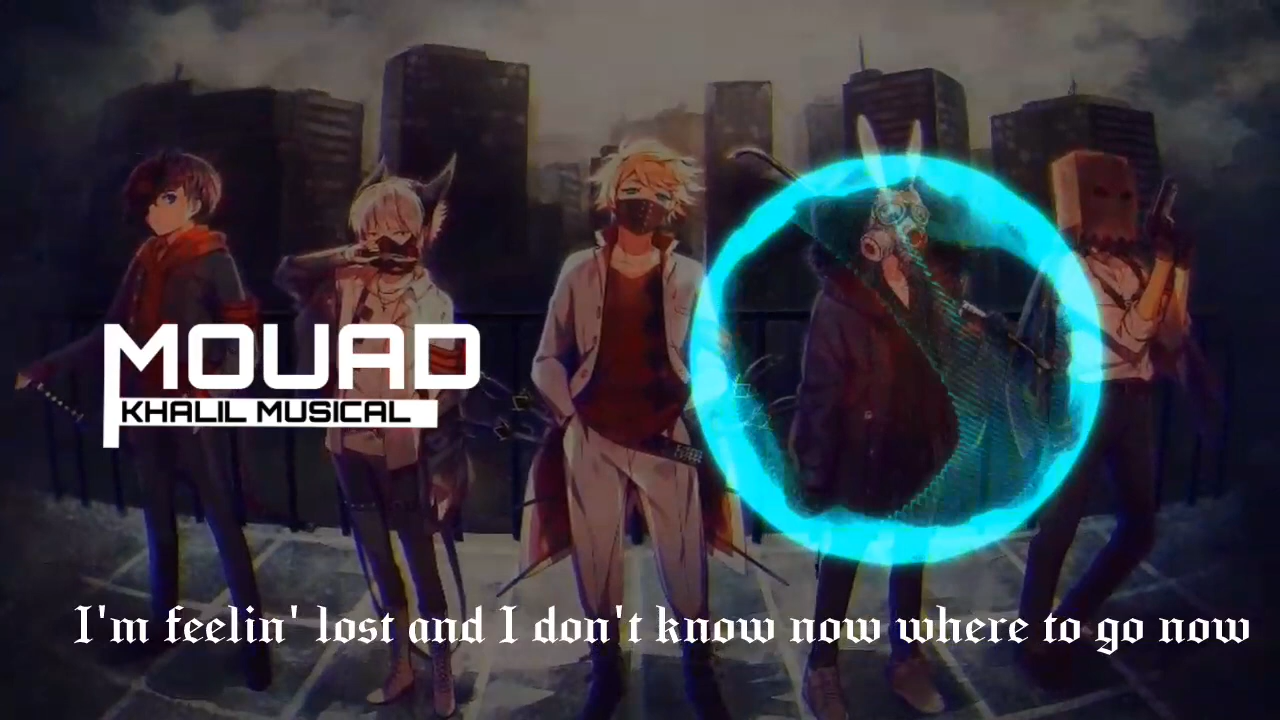 MOUAD
KHALIL MUSICAL
I'm feelin' lost and I don't know now where to go now